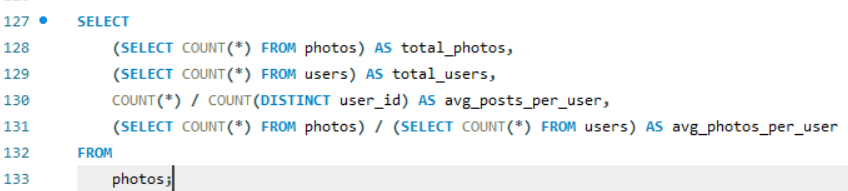 127 SELECT
128 (SELECT COUNT(*) FROM photos) AS total_photos,
129 (SELECT COUNT(*) FROM users) AS total_users,
130 COUNT(*) / COUNT(DISTINCT user_id) AS avg_posts_per_user,
131 (SELECT COUNT(*) FROM photos) / (SELECT COUNT(*) FROM users) AS avg_photos_per_user
132 FROM
133 photos;